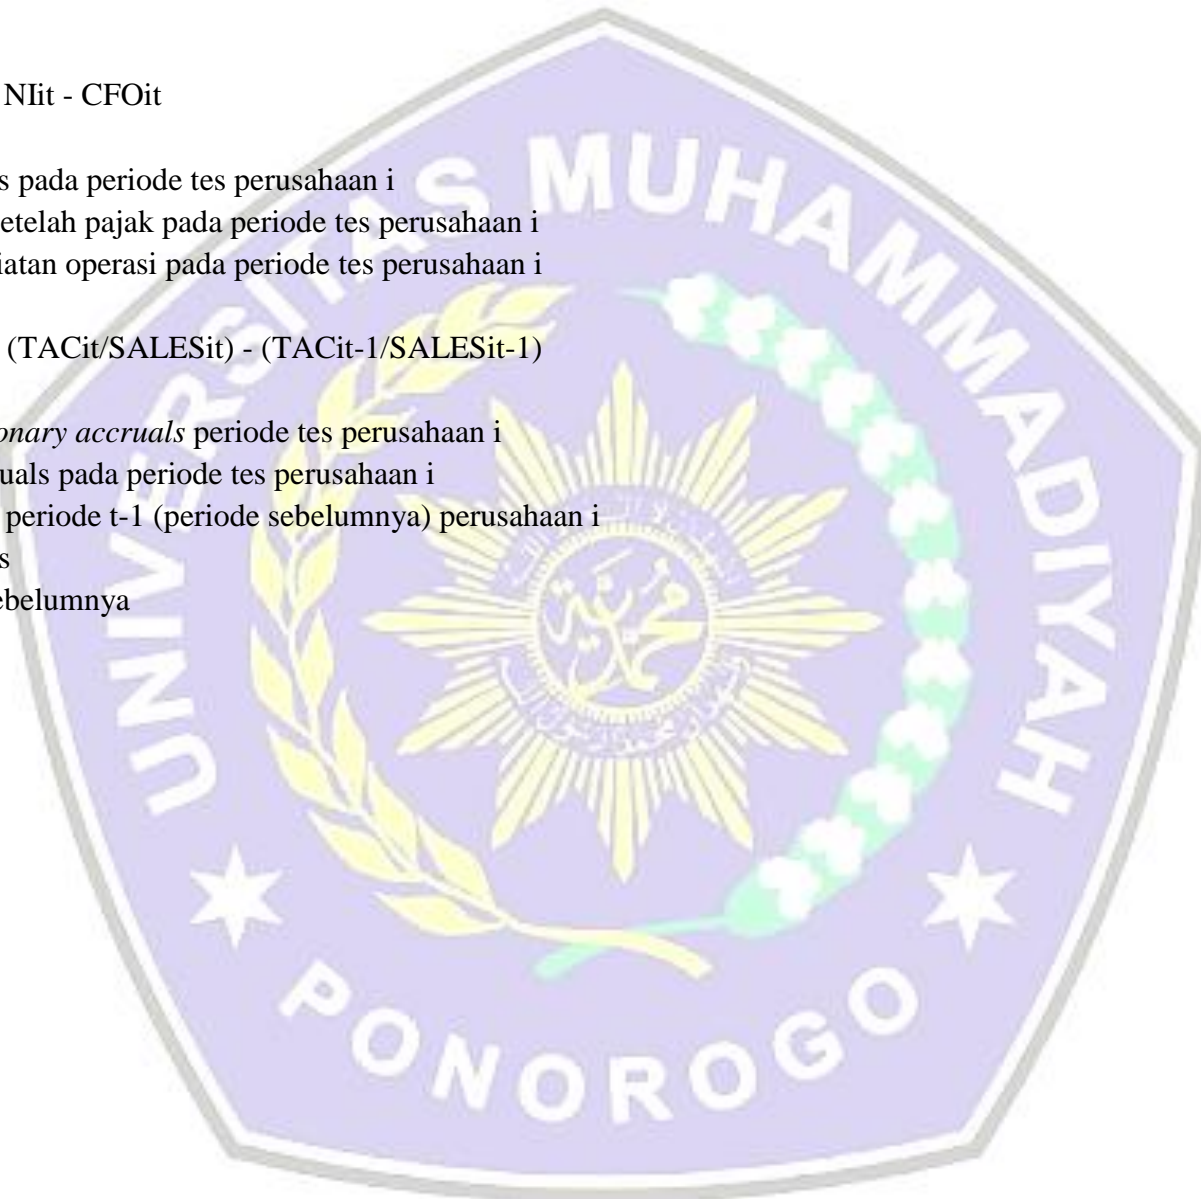 NIit - CFOit
s pada periode tes perusahaan i
etelah pajak pada periode tes perusahaan i
iatan operasi pada periode tes perusahaan i
(TACit/SALESit) - (TACit-1/SALESit-1)
onary accruals periode tes perusahaan i
uals pada periode tes perusahaan i
periode t-1 (periode sebelumnya) perusahaan i
s
ebelumnya
UNIVERSITAS MUHAMMADIYAH
PONOROGO
محمدية